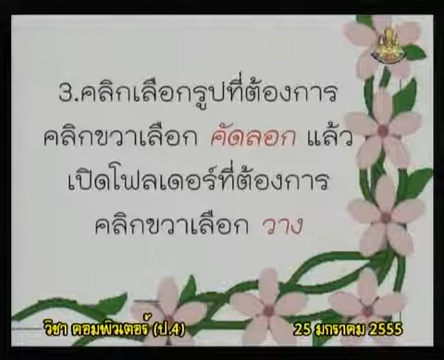 3.คลิกเลือกรูปที่ต้องการ
คลิกขวาเลือก คัดลอก แล้ว
เปิดโฟลเดอร์ที่ต้องการ
คลิกขวาเลือก วาง
วิชา คอมพิวเตอร์ (ป.4) 25 มกราคม 2555